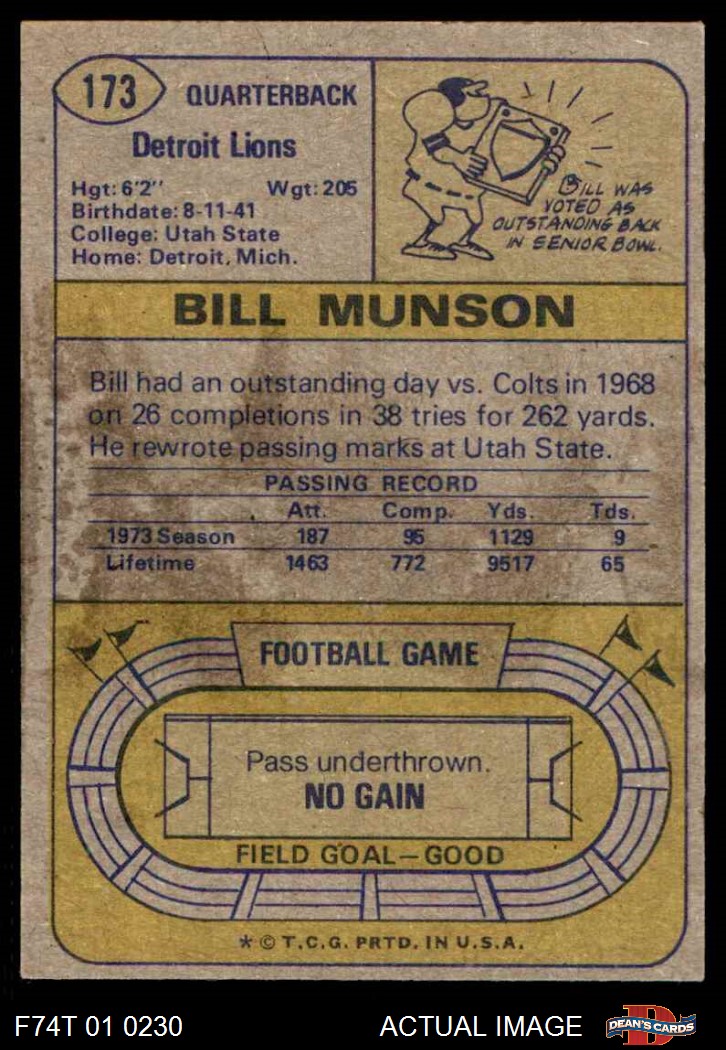 173
QUARTERBACK
Detroit Lions
Hgt: 6'2" Wgt: 205
Birthdate: 8-11-41
College: Utah State
Home: Detroit, Mich.
BILL WAS
VOTED AS
OUTSTANDING BACK
IN SENIOR BOWL.
BILL MUNSON
Bill had an outstanding day vs. Colts in 1968
on 26 completions in 38 tries for 262 yards.
He rewrote passing marks at Utah State.
PASSING RECORD
Att. Comp. Yds. Tds.
1973 Season 187 95 1129 9
Lifetime 1463 772 9517 65
FOOTBALL GAME
Pass underthrown.
NO GAIN
FIELD GOAL—GOOD
* © T.C.G. PRTD. IN U.S.A.
F74T 01 0230 ACTUAL IMAGE
D
DEAN'S CARDS